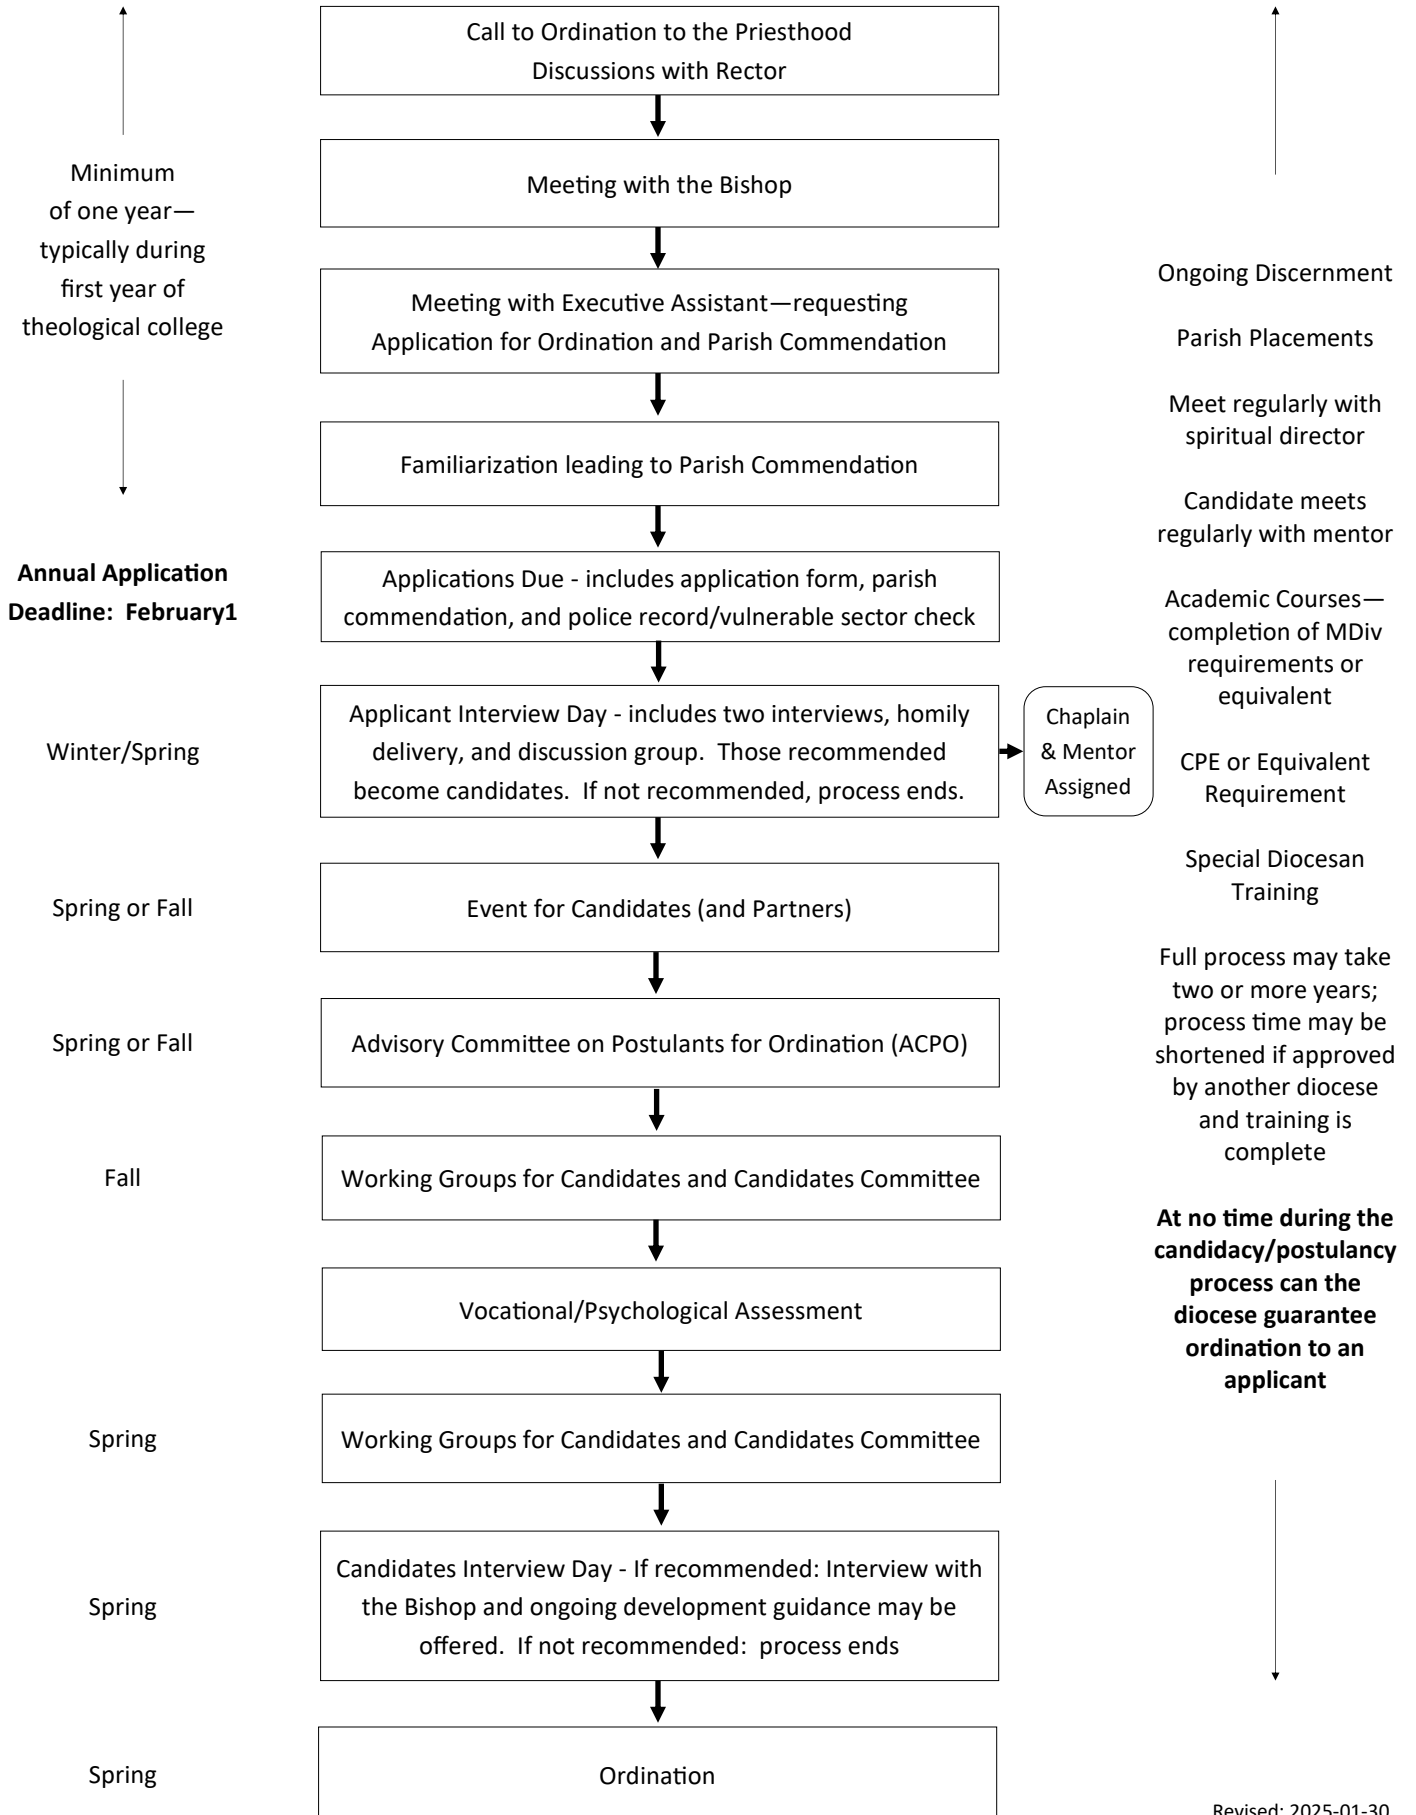 Call to Ordination to the Priesthood
Discussions with Rector
Meeting with the Bishop
Minimum
of one year—
typically during
first year of
theological college
Meeting with Executive Assistant—requesting
Application for Ordination and Parish Commendation
Familiarization leading to Parish Commendation
Annual Application
Deadline:  February1
Applications Due - includes application form, parish
commendation, and police record/vulnerable sector check
Winter/Spring
Applicant Interview Day - includes two interviews, homily
delivery, and discussion group.  Those recommended
become candidates.  If not recommended, process ends.
Chaplain
& Mentor
Assigned
Spring or Fall
Event for Candidates (and Partners)
Spring or Fall
Advisory Committee on Postulants for Ordination (ACPO)
Fall
Working Groups for Candidates and Candidates Committee
Vocational/Psychological Assessment
Spring
Working Groups for Candidates and Candidates Committee
Spring
Candidates Interview Day - If recommended: Interview with
the Bishop and ongoing development guidance may be
offered.  If not recommended:  process ends
Spring
Ordination
Ongoing Discernment
Parish Placements
Meet regularly with
spiritual director
Candidate meets
regularly with mentor
Academic Courses—
completion of MDiv
requirements or
equivalent
CPE or Equivalent
Requirement
Special Diocesan
Training
Full process may take
two or more years;
process time may be
shortened if approved
by another diocese
and training is
complete
At no time during the
candidacy/postulancy
process can the
diocese guarantee
ordination to an
applicant
Revised: 2025-01-30